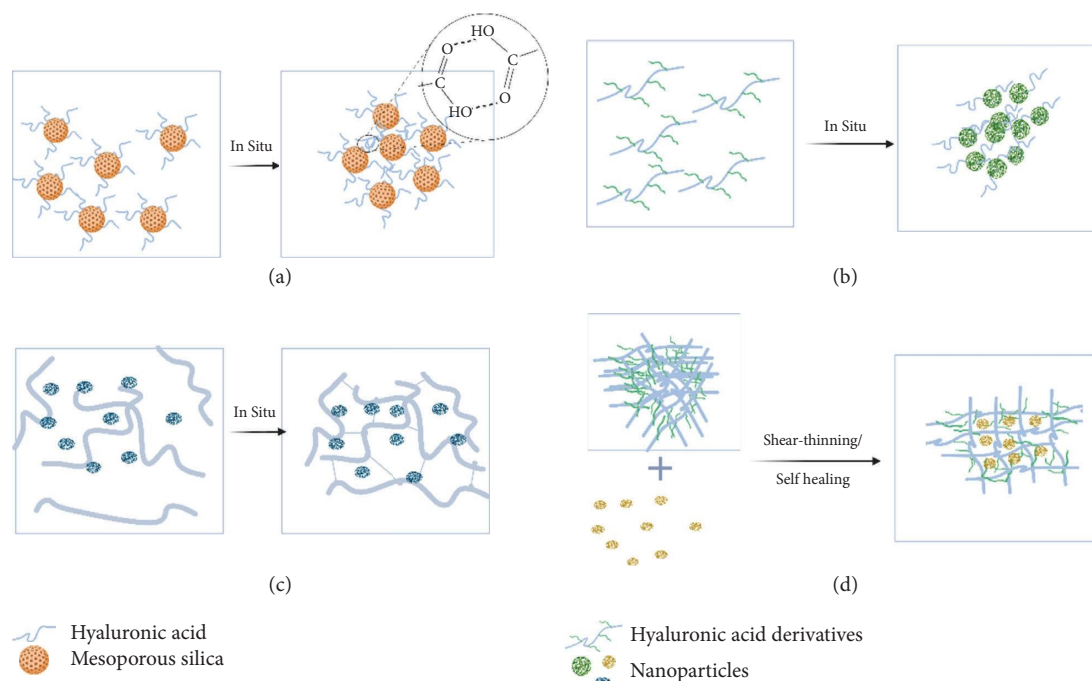 O
HO
C
C
HO
O
In Situ
(a)
In Situ
(b)
In Situ
(c)
Shear-thinning/
Self healing
(d)
Hyaluronic acid
Mesoporous silica
Hyaluronic acid derivatives
Nanoparticles